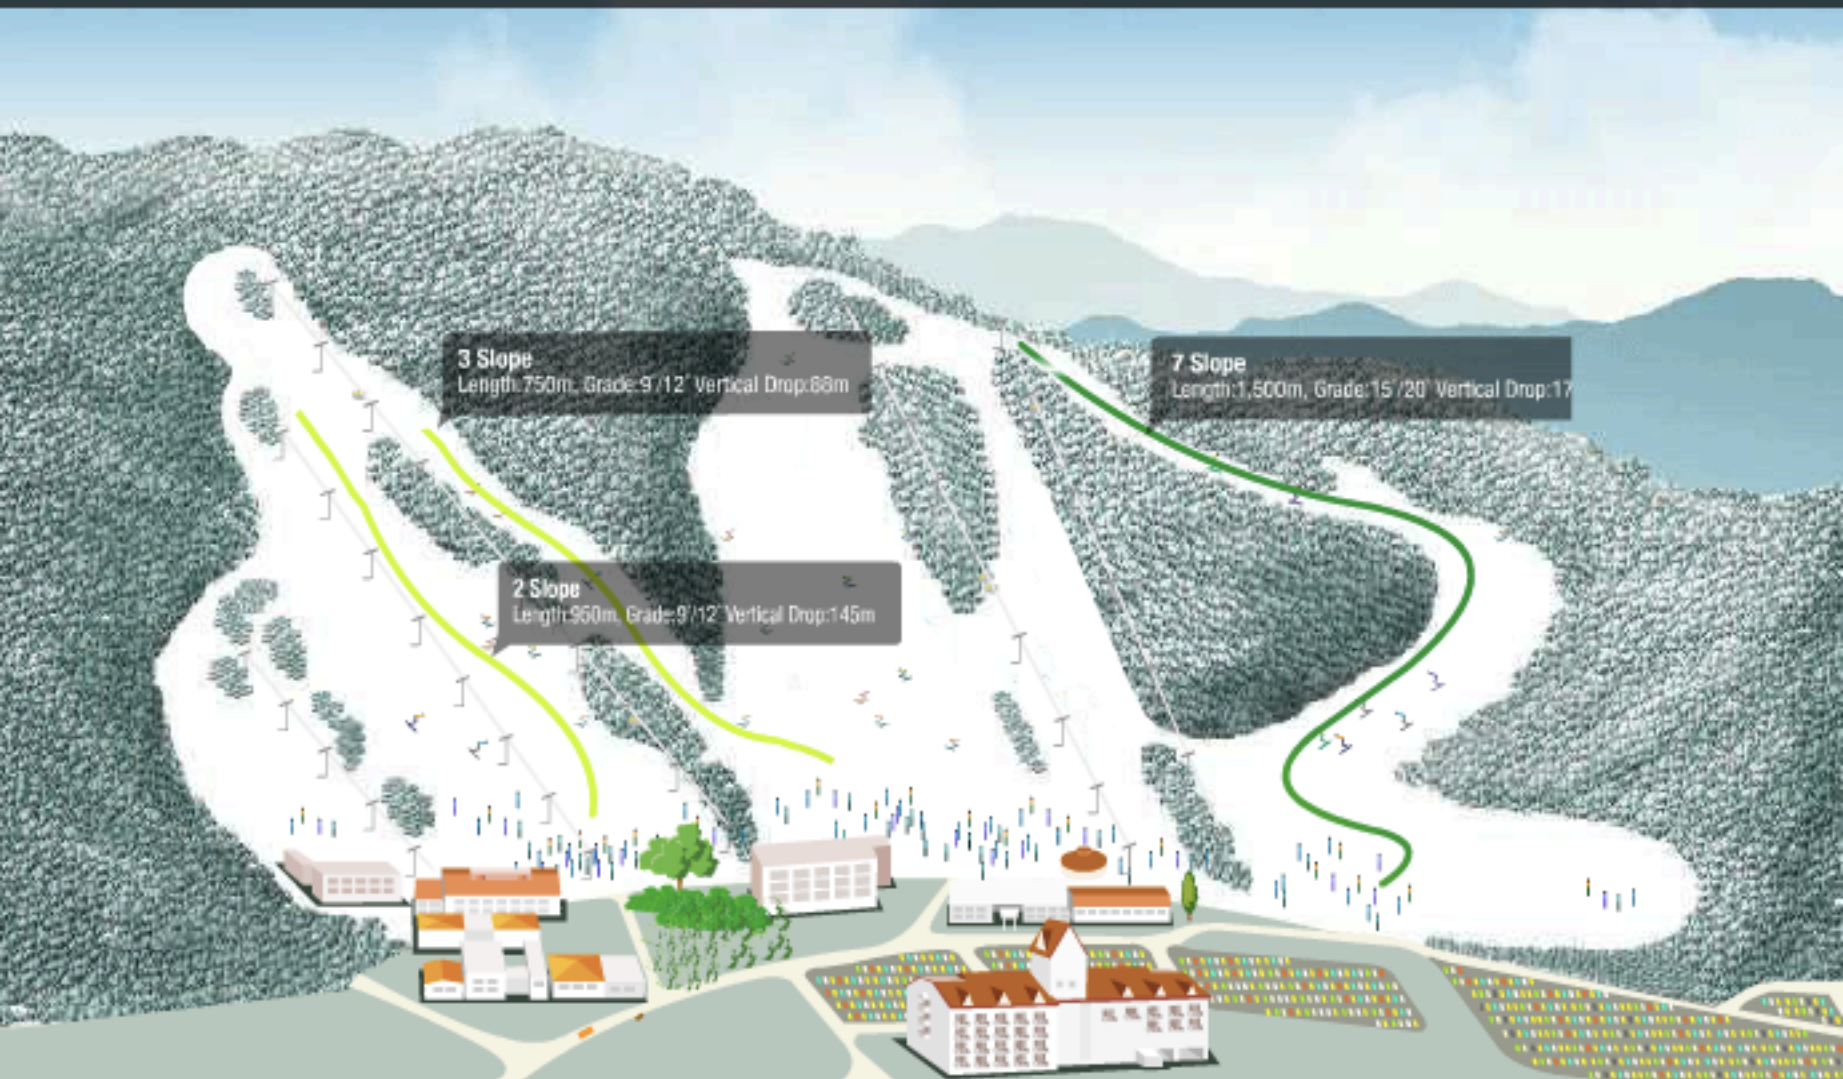 3 Slope
Length:750m, Grade:9˚/12˚ Vertical Drop:88m
7 Slope
Length:1,500m, Grade:15˚/20˚ Vertical Drop:17
2 Slope
Length:950m, Grade:9˚/12˚ Vertical Drop:145m